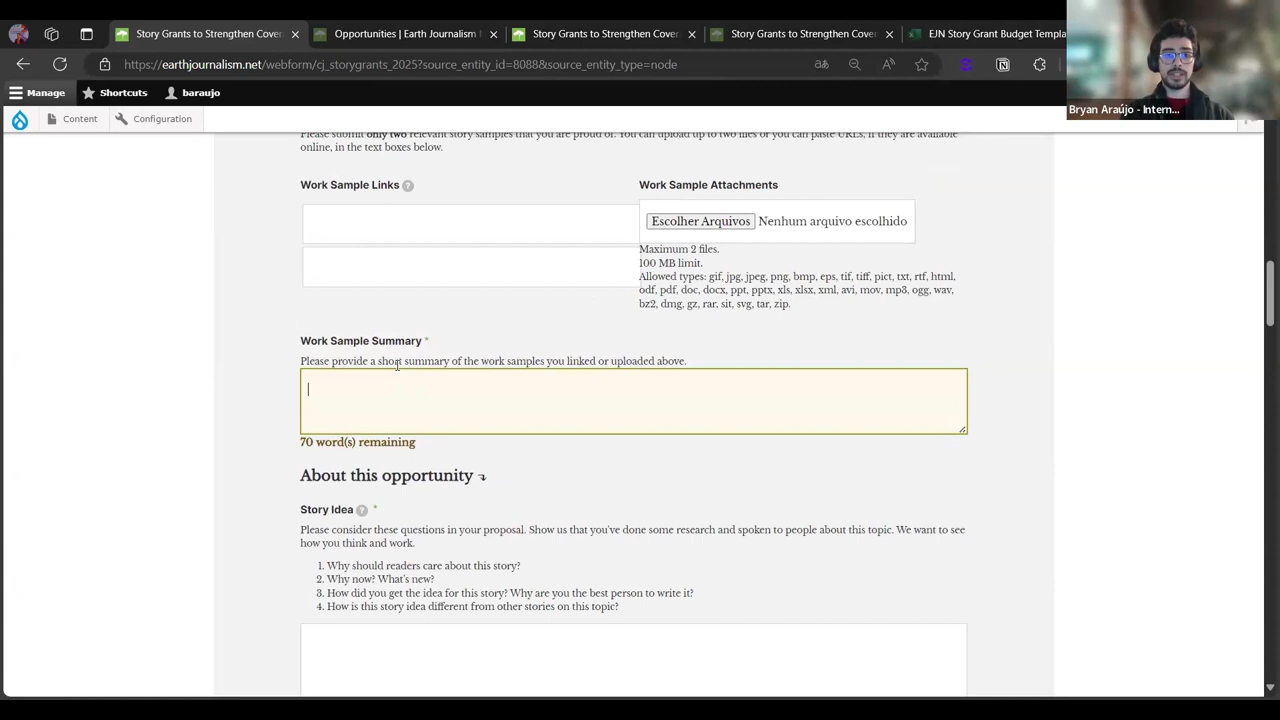 Story Grants to Strengthen Cover
Opportunities | Earth Journalism N
Story Grants to Strengthen Cover
Story Grants to Strengthen Cover
EJN Story Grant Budget Templa
https://earthjournalism.net/webform/cj_storygrants_2025?source_entity_id=8088&source_entity_type=node
Manage
Shortcuts
baraujo
Bryan Araújo - Intern...
Content
Configuration
Please submit only two relevant story samples that you are proud of. You can upload up to two files or you can paste URLs, if they are available
online, in the text boxes below.
Work Sample Links ?
Work Sample Attachments
Escolher Arquivos Nenhum arquivo escolhido
Maximum 2 files.
100 MB limit.
Allowed types: gif, jpg, jpeg, png, bmp, eps, tif, tiff, pict, txt, rtf, html,
odf, pdf, doc, docx, ppt, pptx, xls, xlsx, xml, avi, mov, mp3, ogg, wav,
bz2, dmg, gz, rar, sit, svg, tar, zip.
Work Sample Summary *
Please provide a short summary of the work samples you linked or uploaded above.
70 word(s) remaining
About this opportunity
Story Idea ? *
Please consider these questions in your proposal. Show us that you've done some research and spoken to people about this topic. We want to see
how you think and work.
1. Why should readers care about this story?
2. Why now? What's new?
3. How did you get the idea for this story? Why are you the best person to write it?
4. How is this story idea different from other stories on this topic?